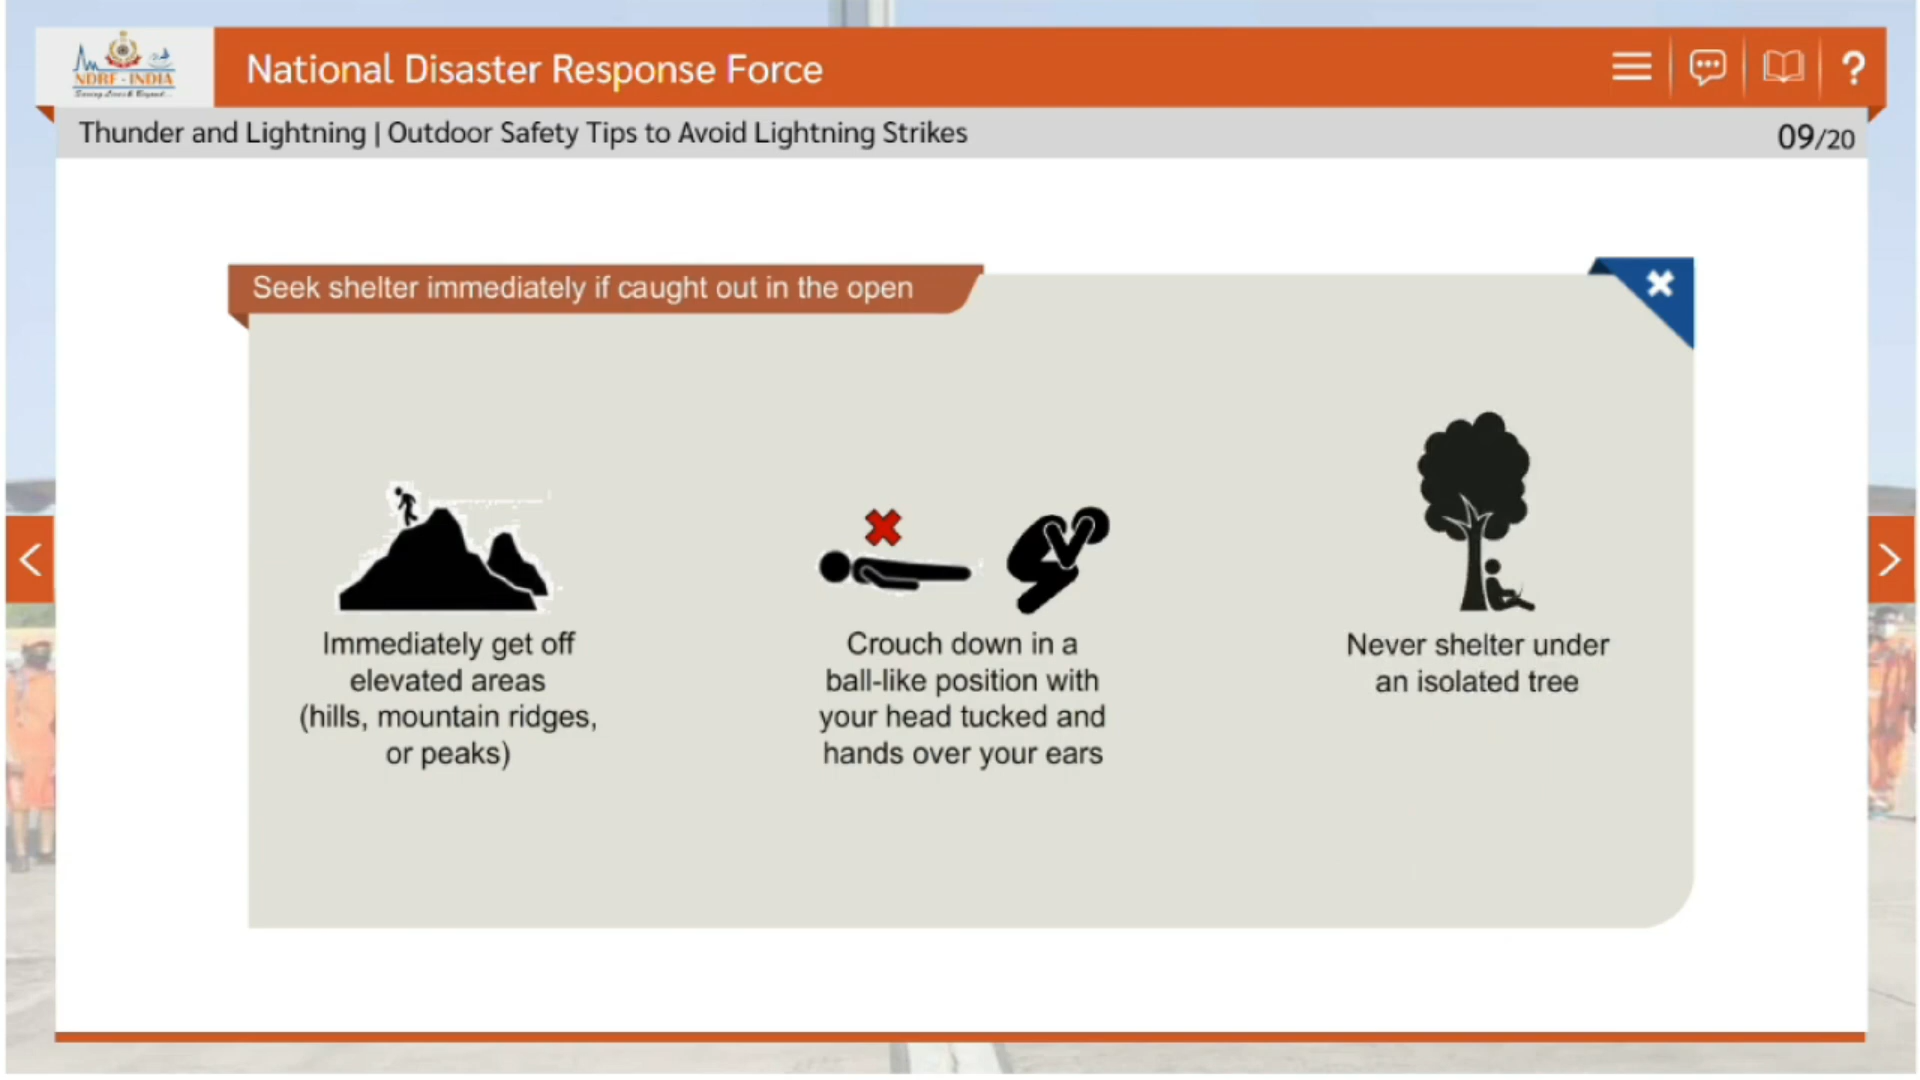 NDRF - INDIA
Saving Lives & Beyond...
National Disaster Response Force
?
Thunder and Lightning | Outdoor Safety Tips to Avoid Lightning Strikes
09/20
Seek shelter immediately if caught out in the open
Immediately get off
elevated areas
(hills, mountain ridges,
or peaks)
Crouch down in a
ball-like position with
your head tucked and
hands over your ears
Never shelter under
an isolated tree